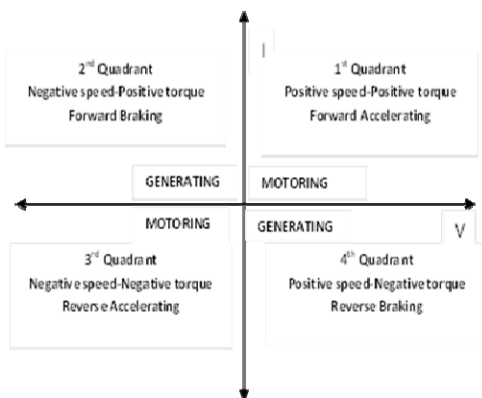 I
2nd Quadrant
Negative speed-Positive torque
Forward Braking
1st Quadrant
Positive speed-Positive torque
Forward Accelerating
GENERATING
MOTORING
MOTORING
GENERATING
V
3rd Quadrant
Negative speed-Negative torque
Reverse Accelerating
4th Quadrant
Positive speed-Negative torque
Reverse Braking